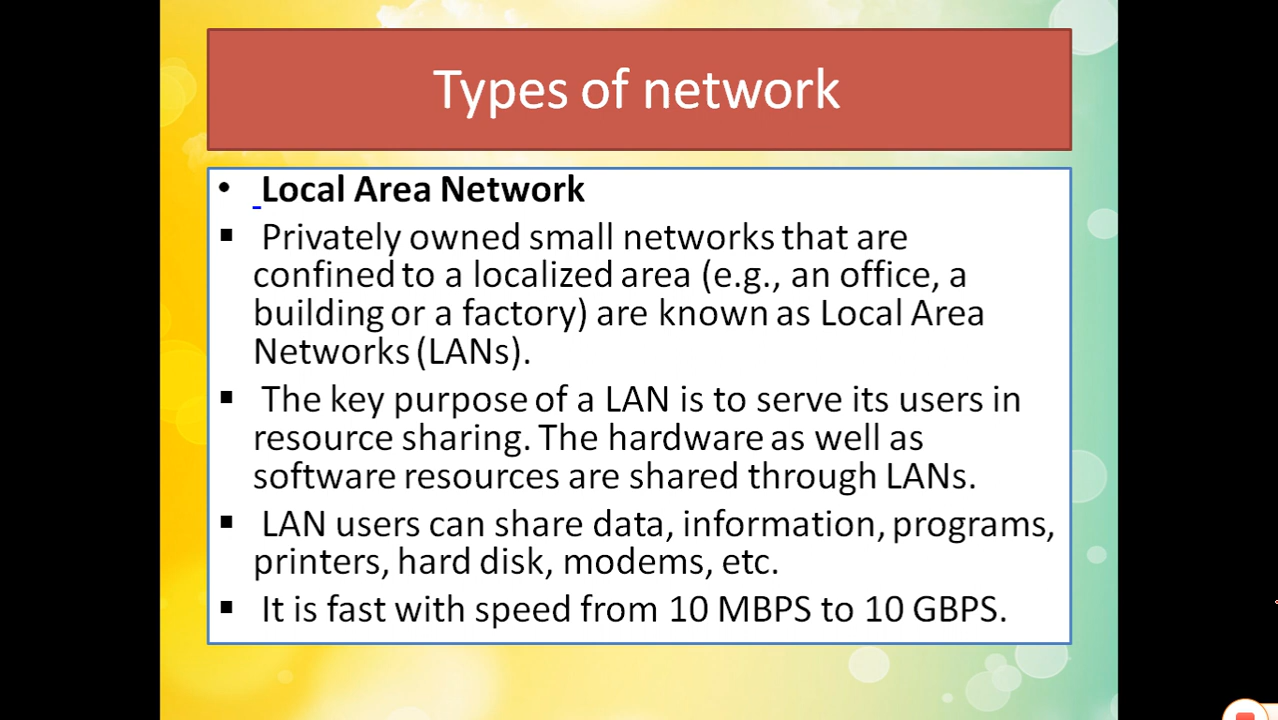 Types of network
• Local Area Network
▪ Privately owned small networks that are
confined to a localized area (e.g., an office, a
building or a factory) are known as Local Area
Networks (LANs).
▪ The key purpose of a LAN is to serve its users in
resource sharing. The hardware as well as
software resources are shared through LANs.
▪ LAN users can share data, information, programs,
printers, hard disk, modems, etc.
▪ It is fast with speed from 10 MBPS to 10 GBPS.